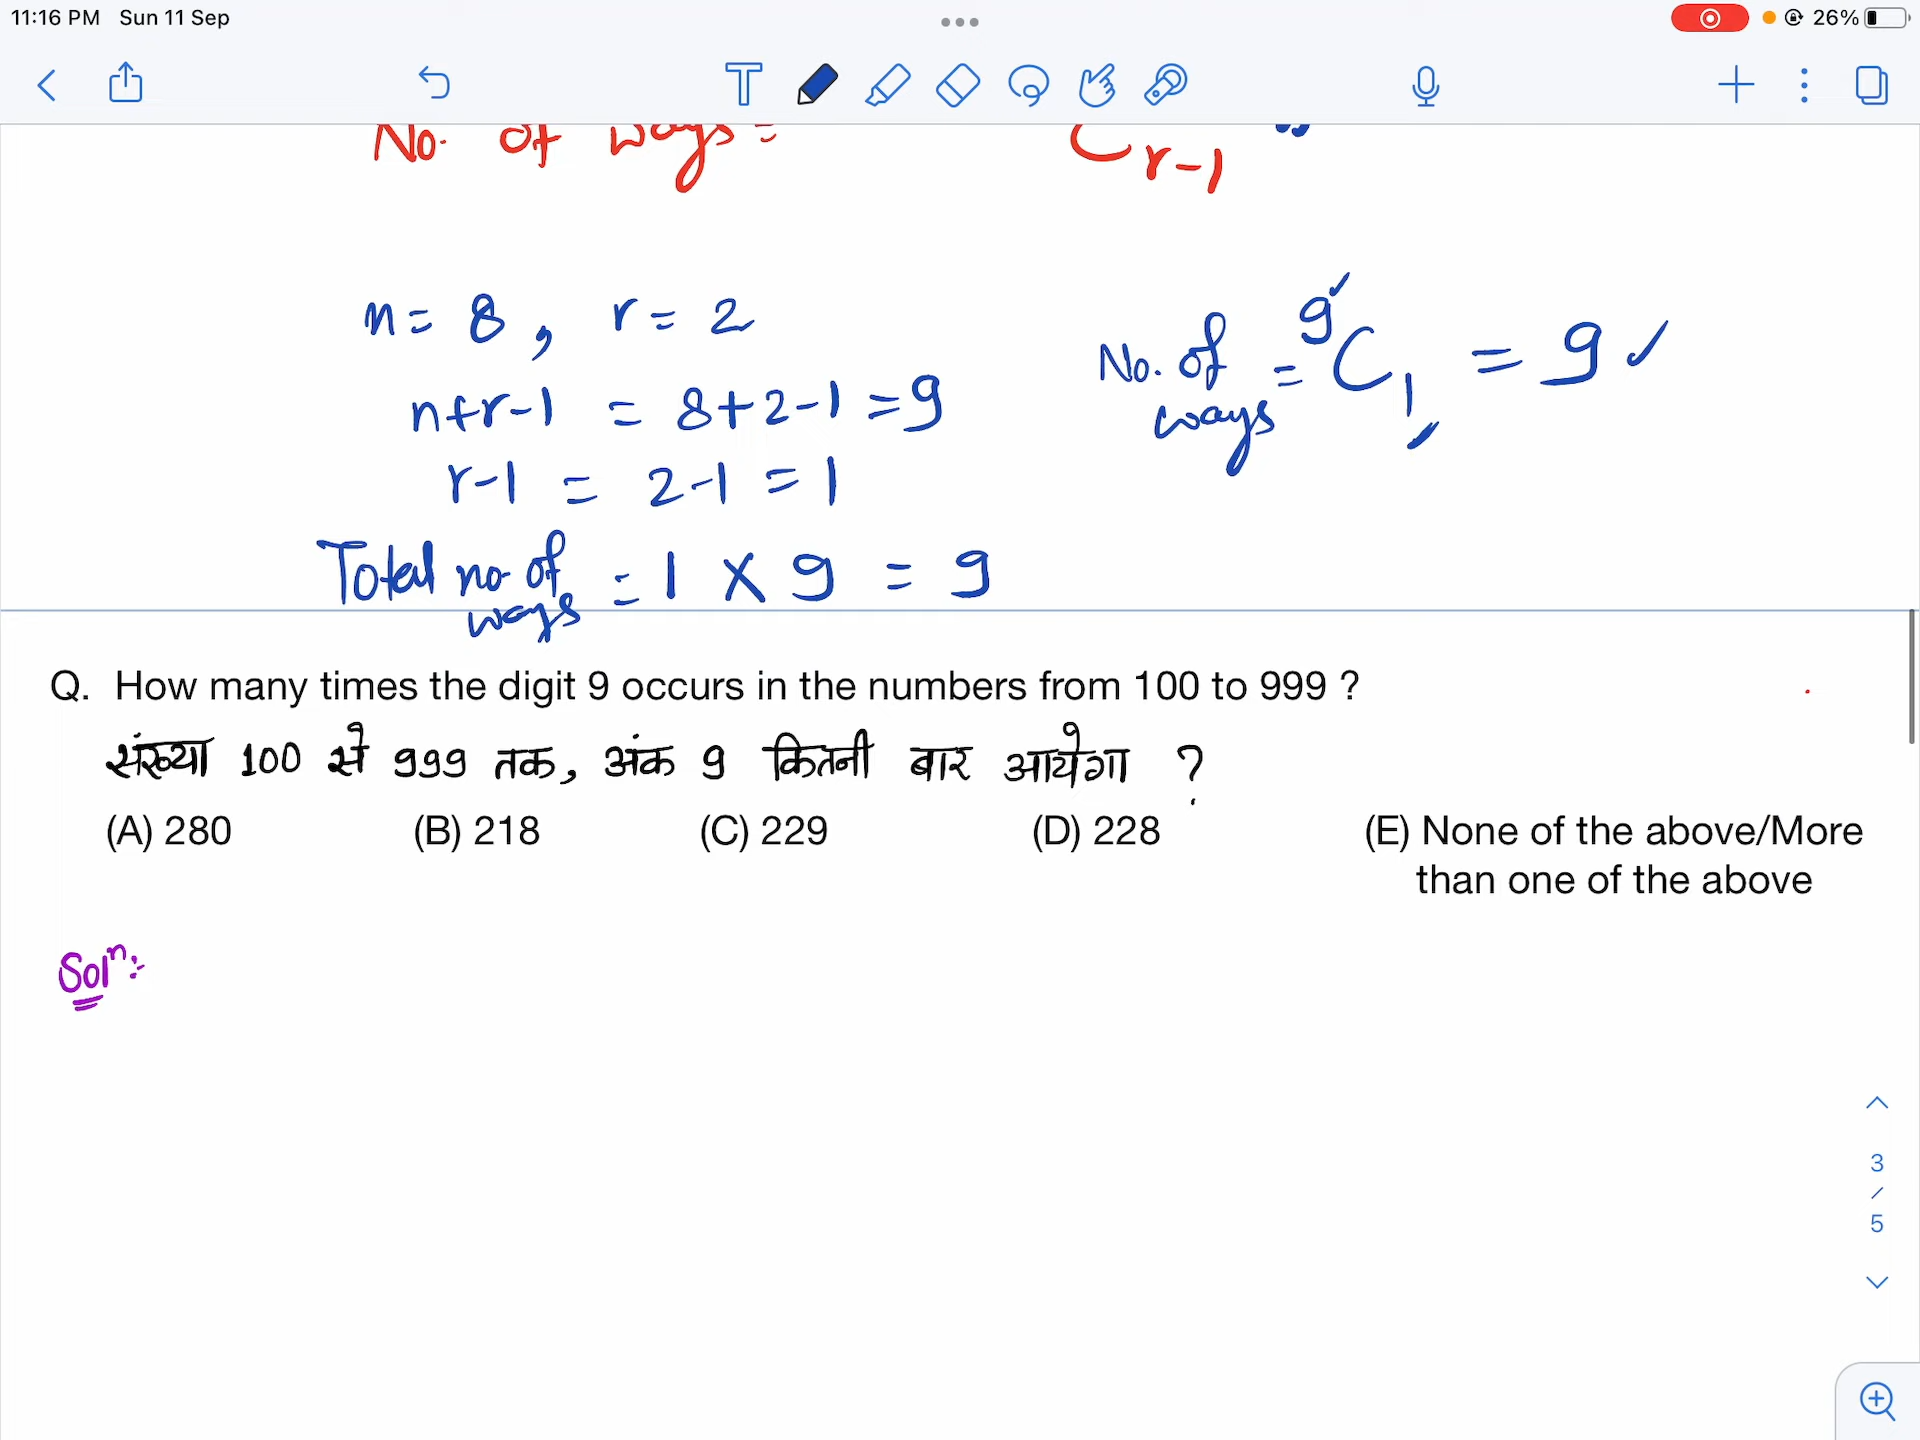 11:16 PM Sun 11 Sep
26%
No. of ways =
C r-1
n = 8, r = 2
n+r-1 = 8+2-1 = 9
r-1 = 2-1 = 1
No. of ways = ⁹C₁ = 9 ✓
Total no. of ways = 1 × 9 = 9
Q. How many times the digit 9 occurs in the numbers from 100 to 999 ?
संख्या 100 से 999 तक, अंक 9 कितनी बार आयेगा ?
(A) 280 (B) 218 (C) 229 (D) 228 (E) None of the above/More
than one of the above
Solⁿ:
3
/
5